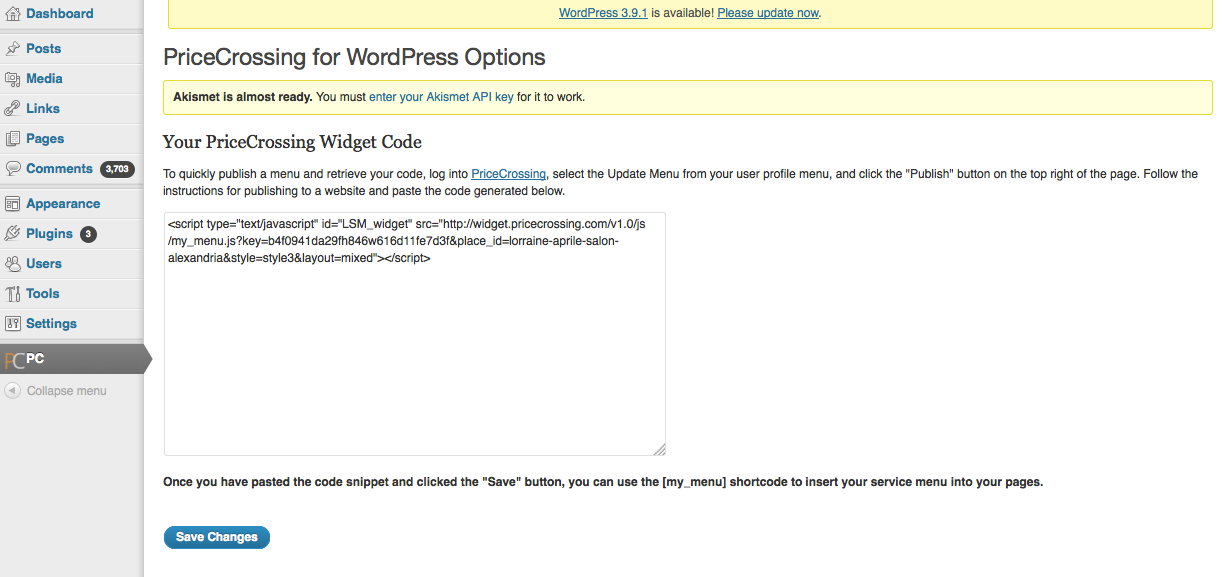 WordPress 3.9.1 is available! Please update now.
Dashboard
Posts
Media
Links
Pages
Comments 3,703
Appearance
Plugins 3
Users
Tools
Settings
PC PC
Collapse menu
PriceCrossing for WordPress Options
Akismet is almost ready. You must enter your Akismet API key for it to work.
Your PriceCrossing Widget Code
To quickly publish a menu and retrieve your code, log into PriceCrossing, select the Update Menu from your user profile menu, and click the "Publish" button on the top right of the page. Follow the
instructions for publishing to a website and paste the code generated below.
<script type="text/javascript" id="LSM_widget" src="http://widget.pricecrossing.com/v1.0/js
/my_menu.js?key=b4f0941da29fh846w616d11fe7d3f&place_id=lorraine-aprile-salon-
alexandria&style=style3&layout=mixed"></script>
Once you have pasted the code snippet and clicked the "Save" button, you can use the [my_menu] shortcode to insert your service menu into your pages.
Save Changes